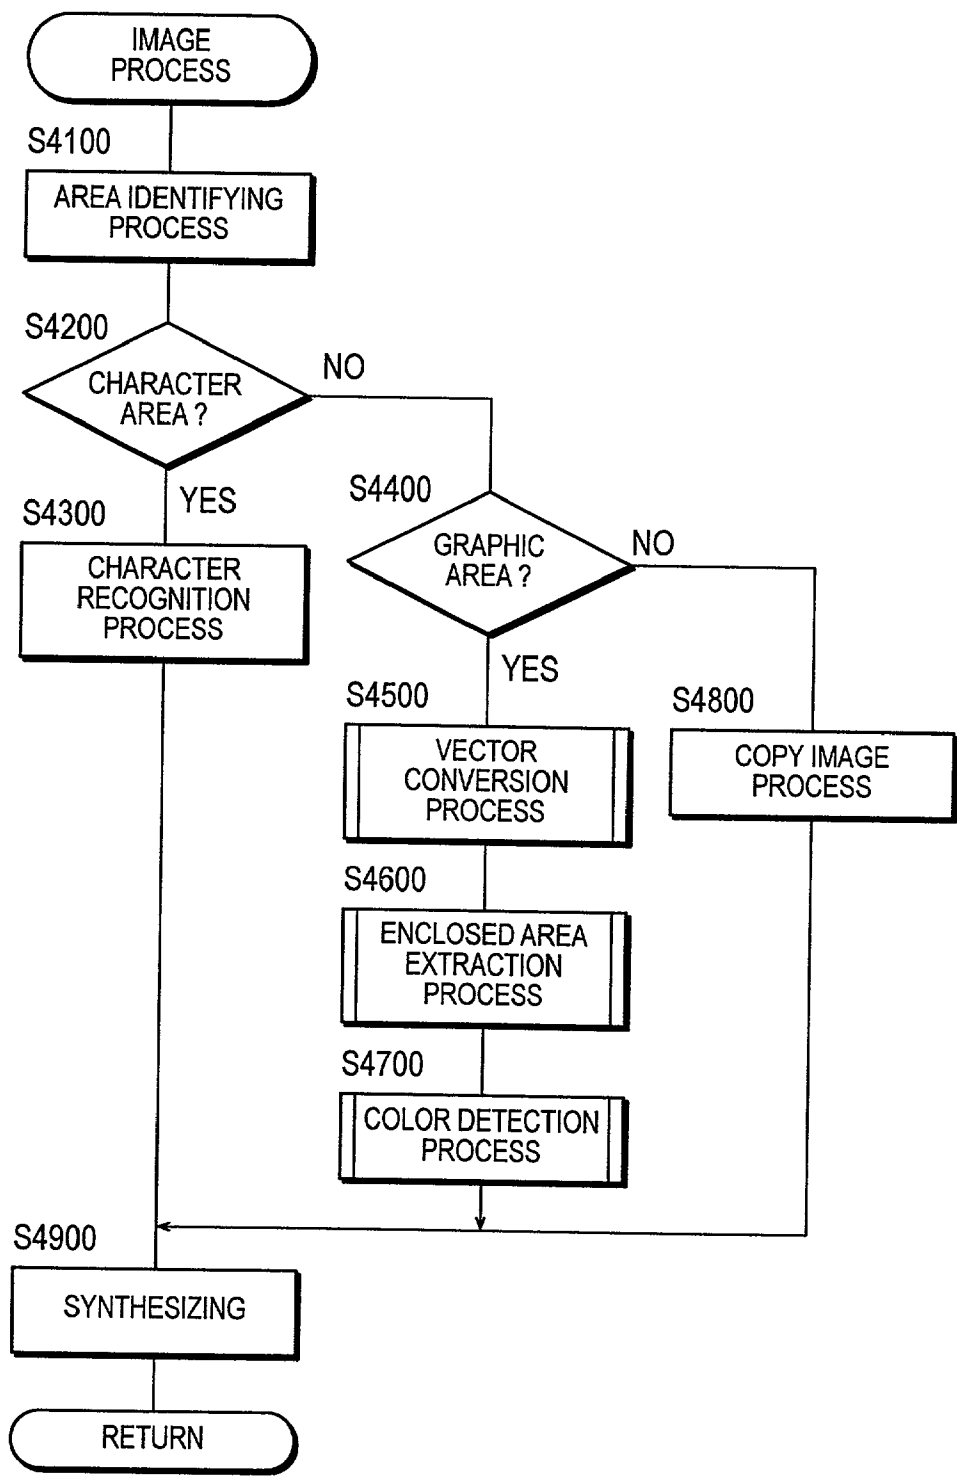 IMAGE
PROCESS
S4100
AREA IDENTIFYING
PROCESS
S4200
CHARACTER
AREA ?
NO
YES
S4300
CHARACTER
RECOGNITION
PROCESS
S4400
GRAPHIC
AREA ?
NO
YES
S4500
VECTOR
CONVERSION
PROCESS
S4800
COPY IMAGE
PROCESS
S4600
ENCLOSED AREA
EXTRACTION
PROCESS
S4700
COLOR DETECTION
PROCESS
S4900
SYNTHESIZING
RETURN